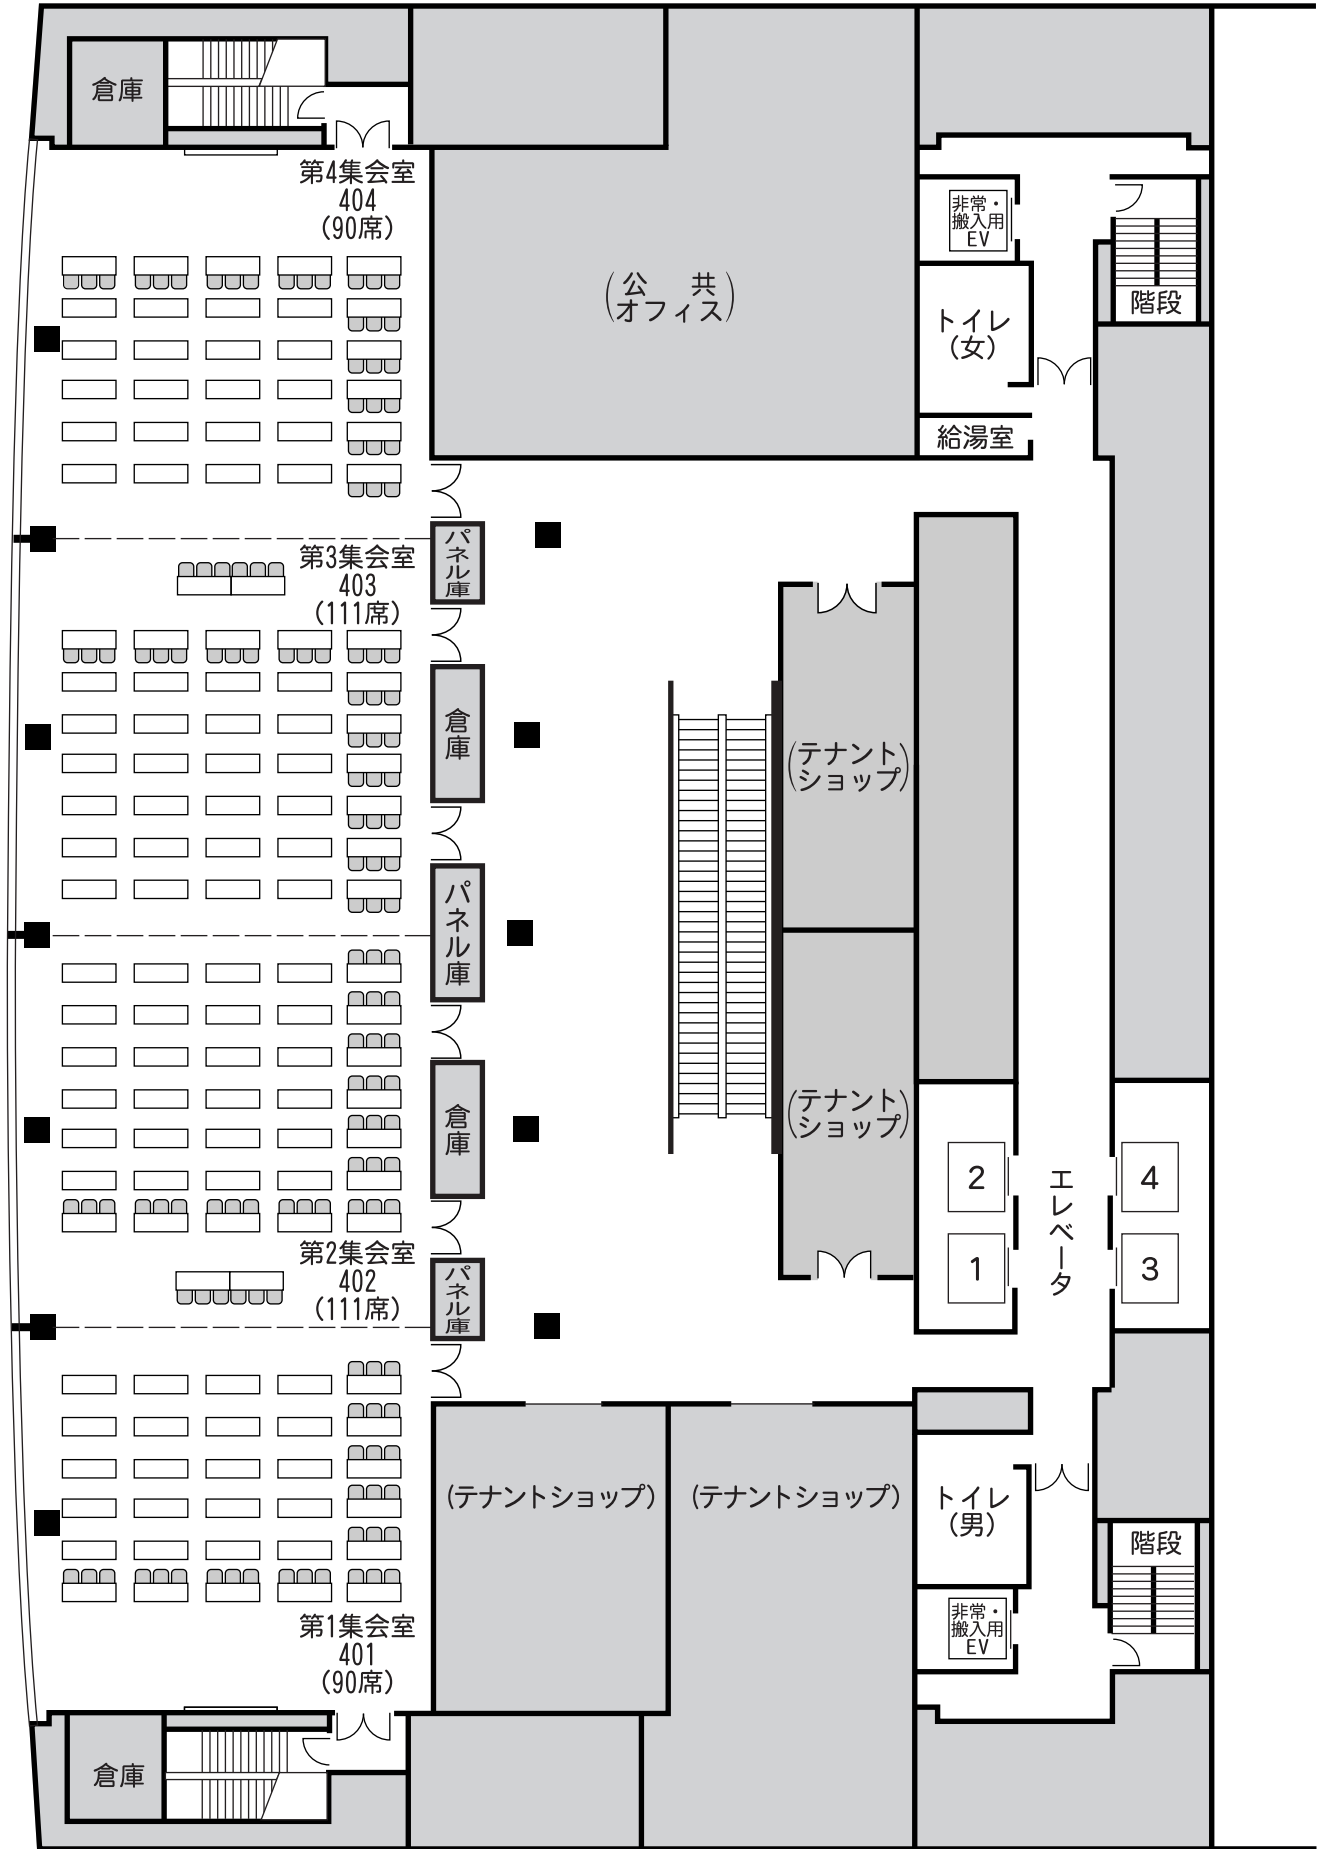 倉庫
第4集会室
404
(90席)
非常・
搬入用
EV
階段
(公 共
オフィス)
トイレ
(女)
給湯室
パネル庫
第3集会室
403
(111席)
倉庫
(テナント
ショップ)
パネル庫
(テナント
ショップ)
倉庫
2
1
エレベータ
4
3
第2集会室
402
(111席)
パネル庫
(テナントショップ)
(テナントショップ)
トイレ
(男)
階段
第1集会室
401
(90席)
非常・
搬入用
EV
倉庫